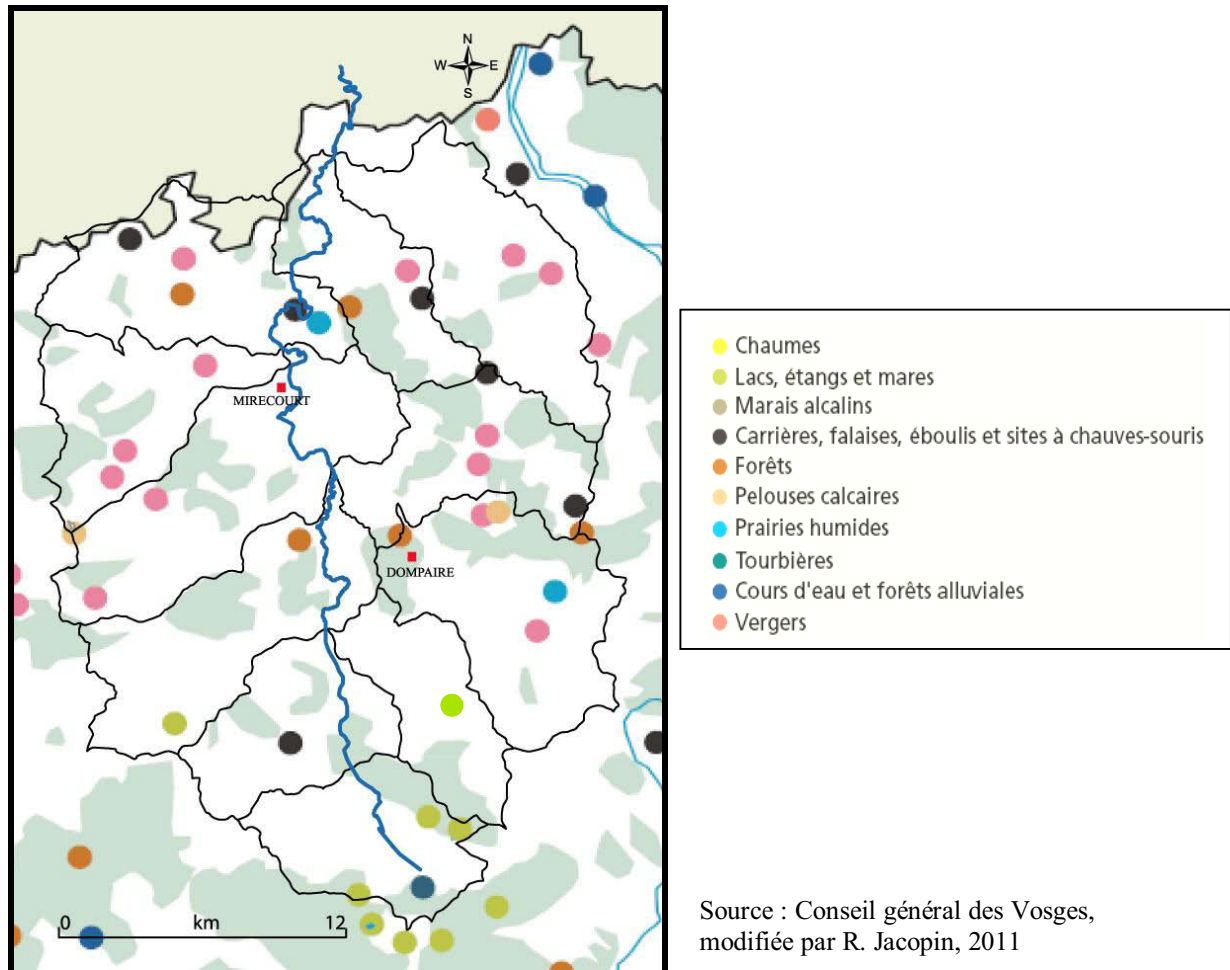 N
W E
S
MIRECOURT
DOMPAIRE
0 km 12
Chaumes
Lacs, étangs et mares
Marais alcalins
Carrières, falaises, éboulis et sites à chauves-souris
Forêts
Pelouses calcaires
Prairies humides
Tourbières
Cours d'eau et forêts alluviales
Vergers
Source : Conseil général des Vosges,
modifiée par R. Jacopin, 2011